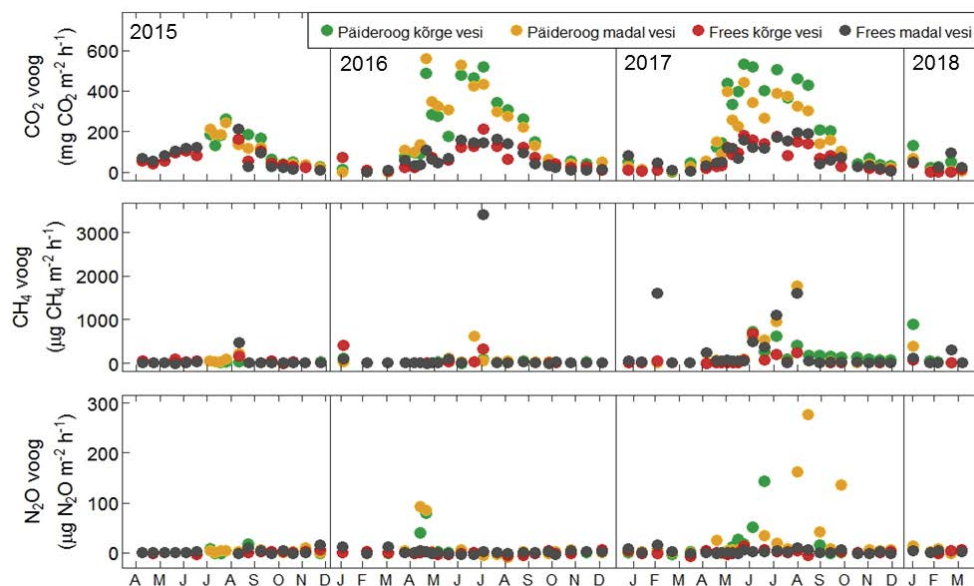 2015
Päideroog kõrge vesi Päideroog madal vesi Frees kõrge vesi Frees madal vesi
2016
2017
2018
CO₂ voog
(mg CO₂ m⁻² h⁻¹)
600
400
200
0
CH₄ voog
(µg CH₄ m⁻² h⁻¹)
3000
2000
1000
0
N₂O voog
(µg N₂O m⁻² h⁻¹)
300
200
100
0
A M J J A S O N D J F M A M J J A S O N D J F M A M J J A S O N D J F M